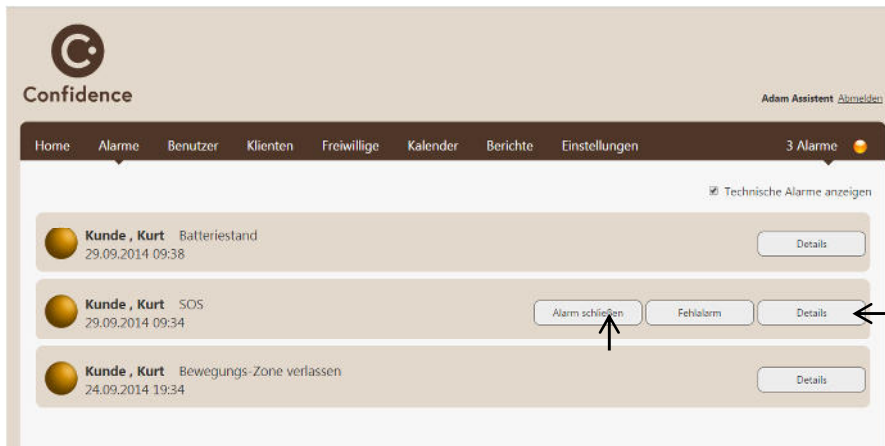 Confidence
Adam Assistent Abmelden
Home Alarme Benutzer Klienten Freiwillige Kalender Berichte Einstellungen 3 Alarme
Technische Alarme anzeigen
Kunde , Kurt Batteriestand
29.09.2014 09:38
Details
Kunde , Kurt SOS
29.09.2014 09:34
Alarm schließen Fehlalarm Details
Kunde , Kurt Bewegungs-Zone verlassen
24.09.2014 19:34
Details